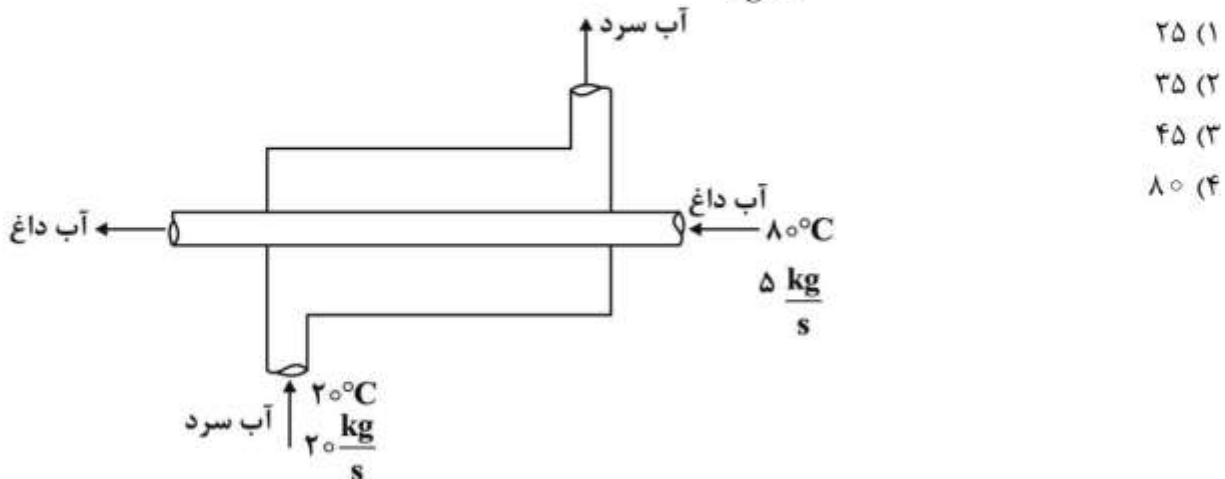 آب سرد
۱) ۲۵
۲) ۳۵
۳) ۴۵
۴) ۸۰
آب داغ
آب داغ
۸۰°C
۵ kg/s
۲۰°C
آب سرد
۲۰ kg/s